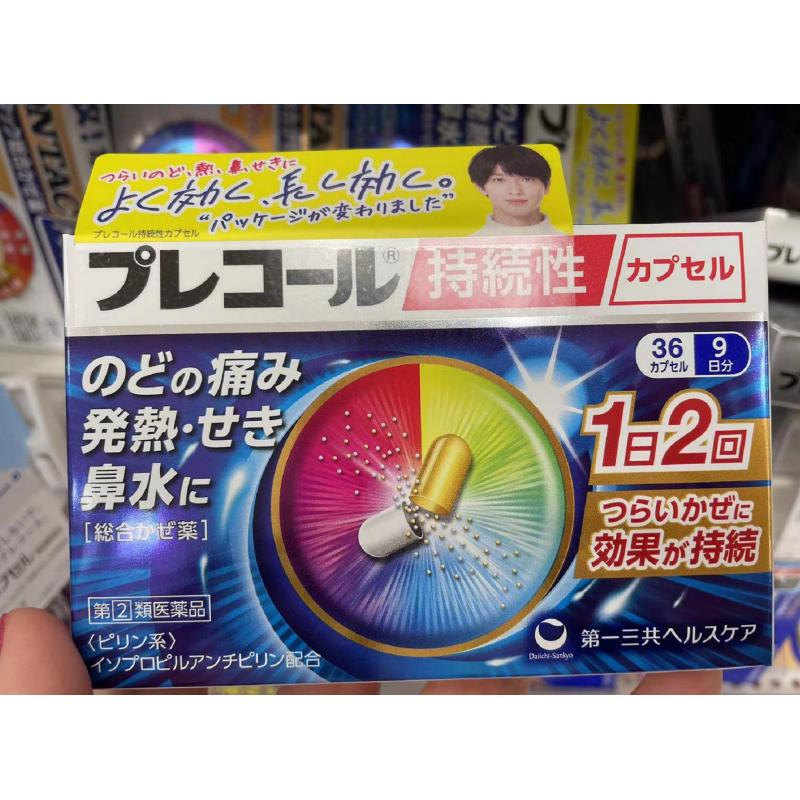 つらいのど、熱、鼻、せきに
よく効く、長く効く。
“パッケージが変わりました”
プレコール持続性カプセル
プレコール® 持続性 カプセル
のどの痛み
発熱・せき
鼻水に
[総合かぜ薬]
36 カプセル 9 日分
1日2回
つらいかぜに
効果が持続
第②類医薬品
〈ピリン系〉
イソプロピルアンチピリン配合
Daiichi-Sankyo
第一三共ヘルスケア